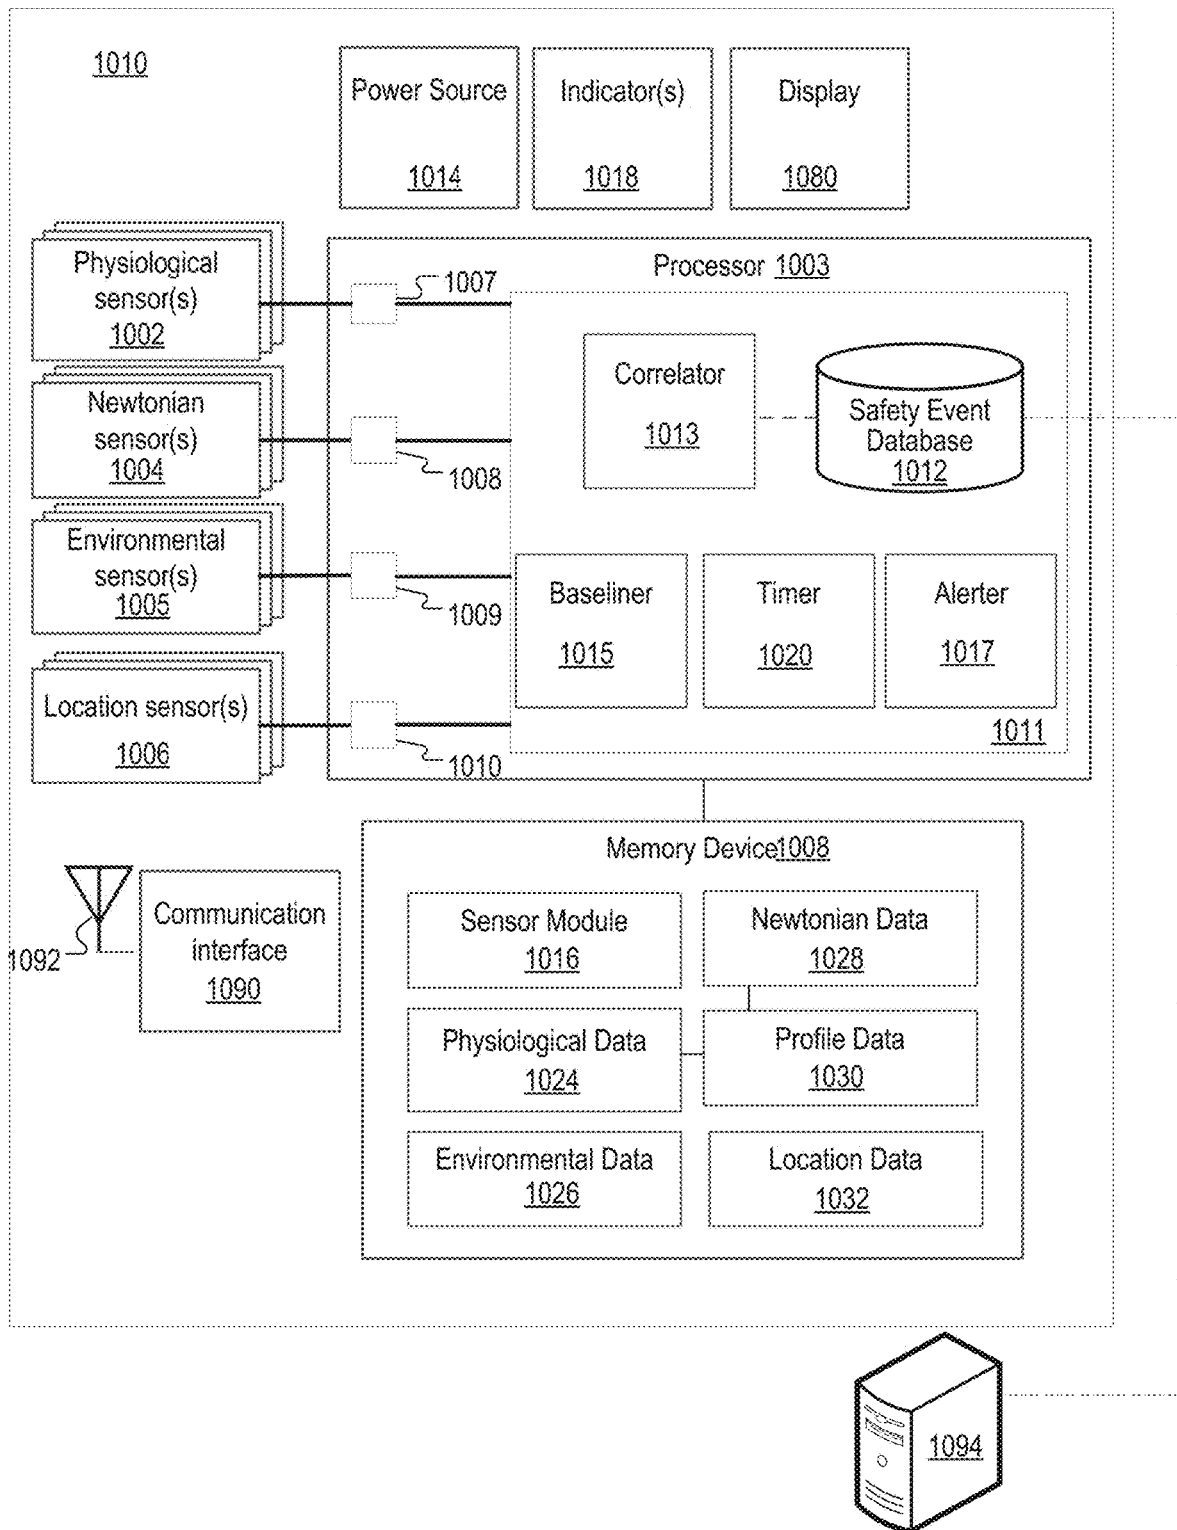 1010
Power Source
1014
Indicator(s)
1018
Display
1080
Physiological
sensor(s)
1002
Newtonian
sensor(s)
1004
Environmental
sensor(s)
1005
Location sensor(s)
1006
Processor 1003
1007
1008
1009
1010
Correlator
1013
Safety Event
Database
1012
Baseliner
1015
Timer
1020
Alerter
1017
1011
Memory Device1008
Sensor Module
1016
Newtonian Data
1028
Physiological Data
1024
Profile Data
1030
Environmental Data
1026
Location Data
1032
1092
Communication
interface
1090
1094